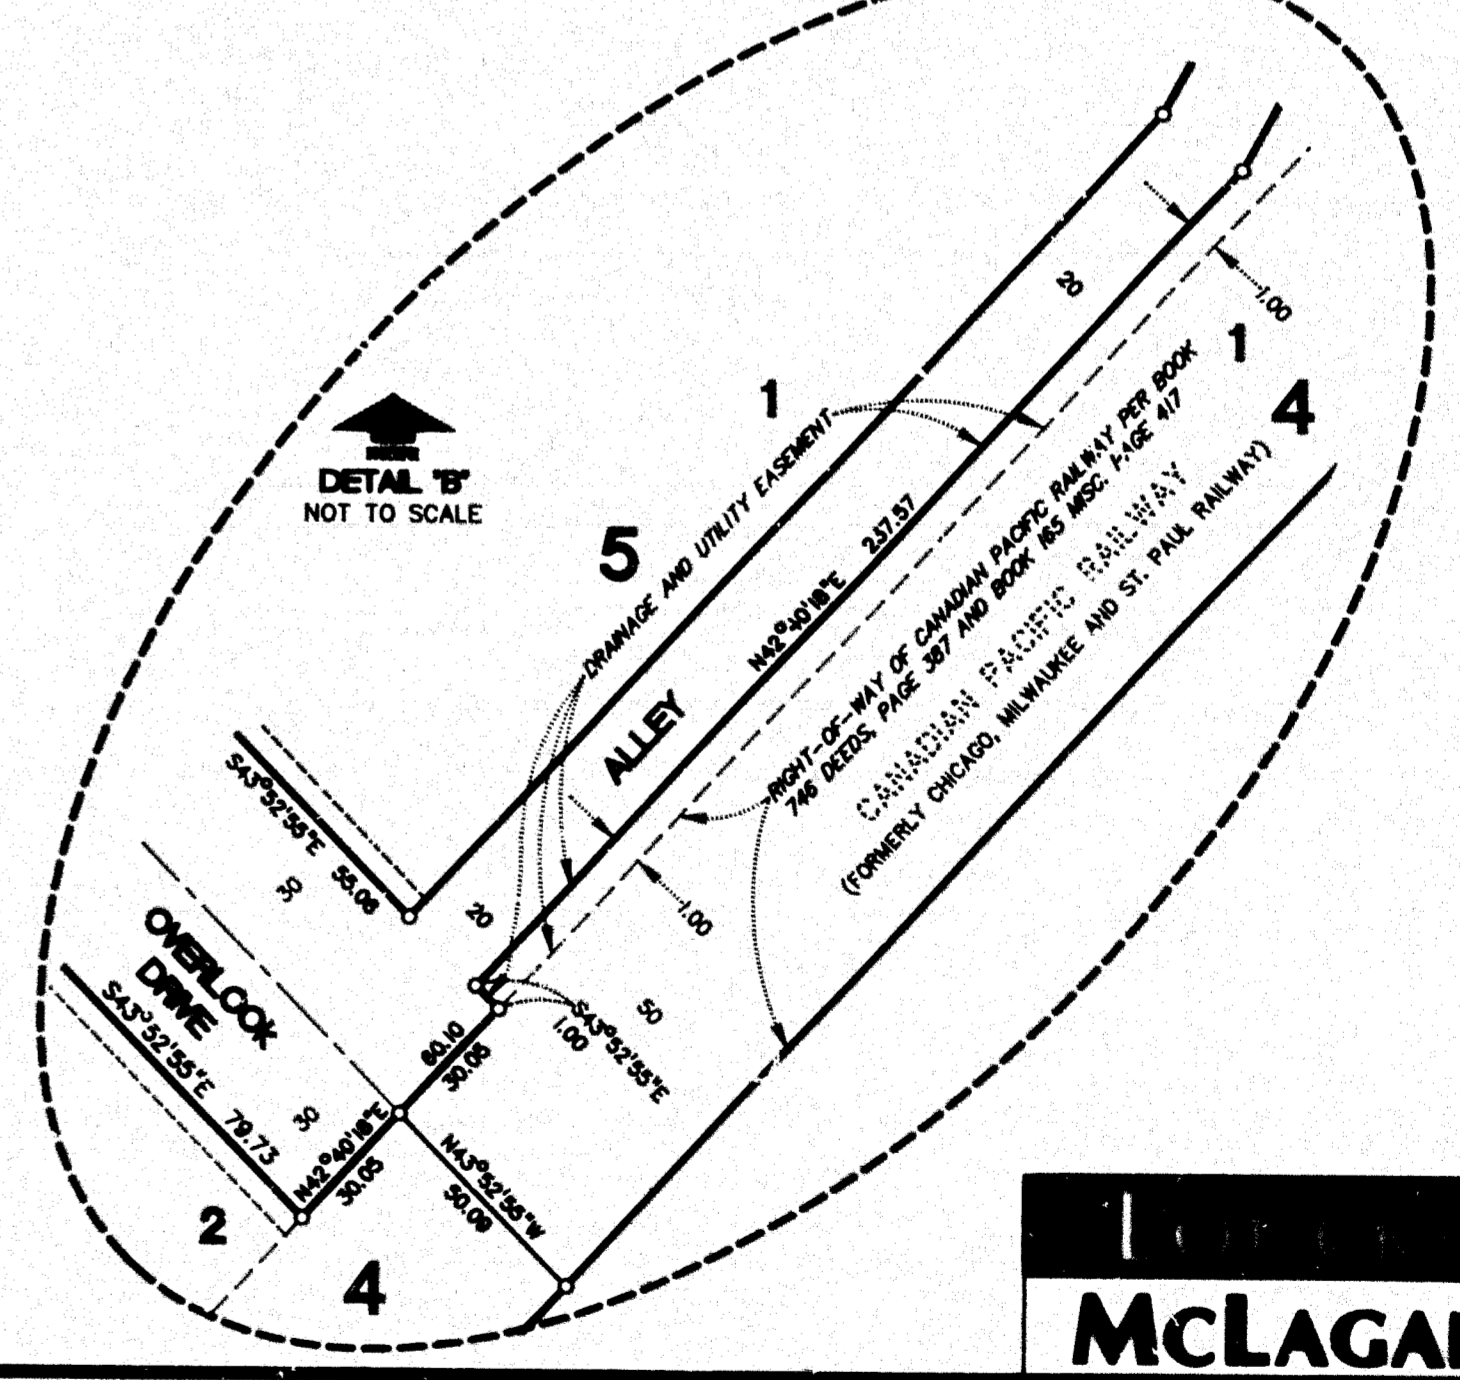 20
1.00
1
4
1
DETAIL "B"
NOT TO SCALE
5
DRAINAGE AND UTILITY EASEMENT
237.57
N42°40'18"E
ALLEY
RIGHT-OF-WAY OF CANADIAN PACIFIC RAILWAY PER BOOK
746 DEEDS, PAGE 387 AND BOOK 165 MISC. PAGE 417
CANADIAN PACIFIC RAILWAY
(FORMERLY CHICAGO, MILWAUKEE AND ST. PAUL RAILWAY)
S43°52'55"E 55.08
30
20
1.00
OVERLOOK
DRIVE
S43°52'55"E 79.73
30
60.10
30.05
S43°52'55"E
1.00
50
N42°40'18"E
30.05
N43°52'55"W
50.09
2
4
MCLAGA